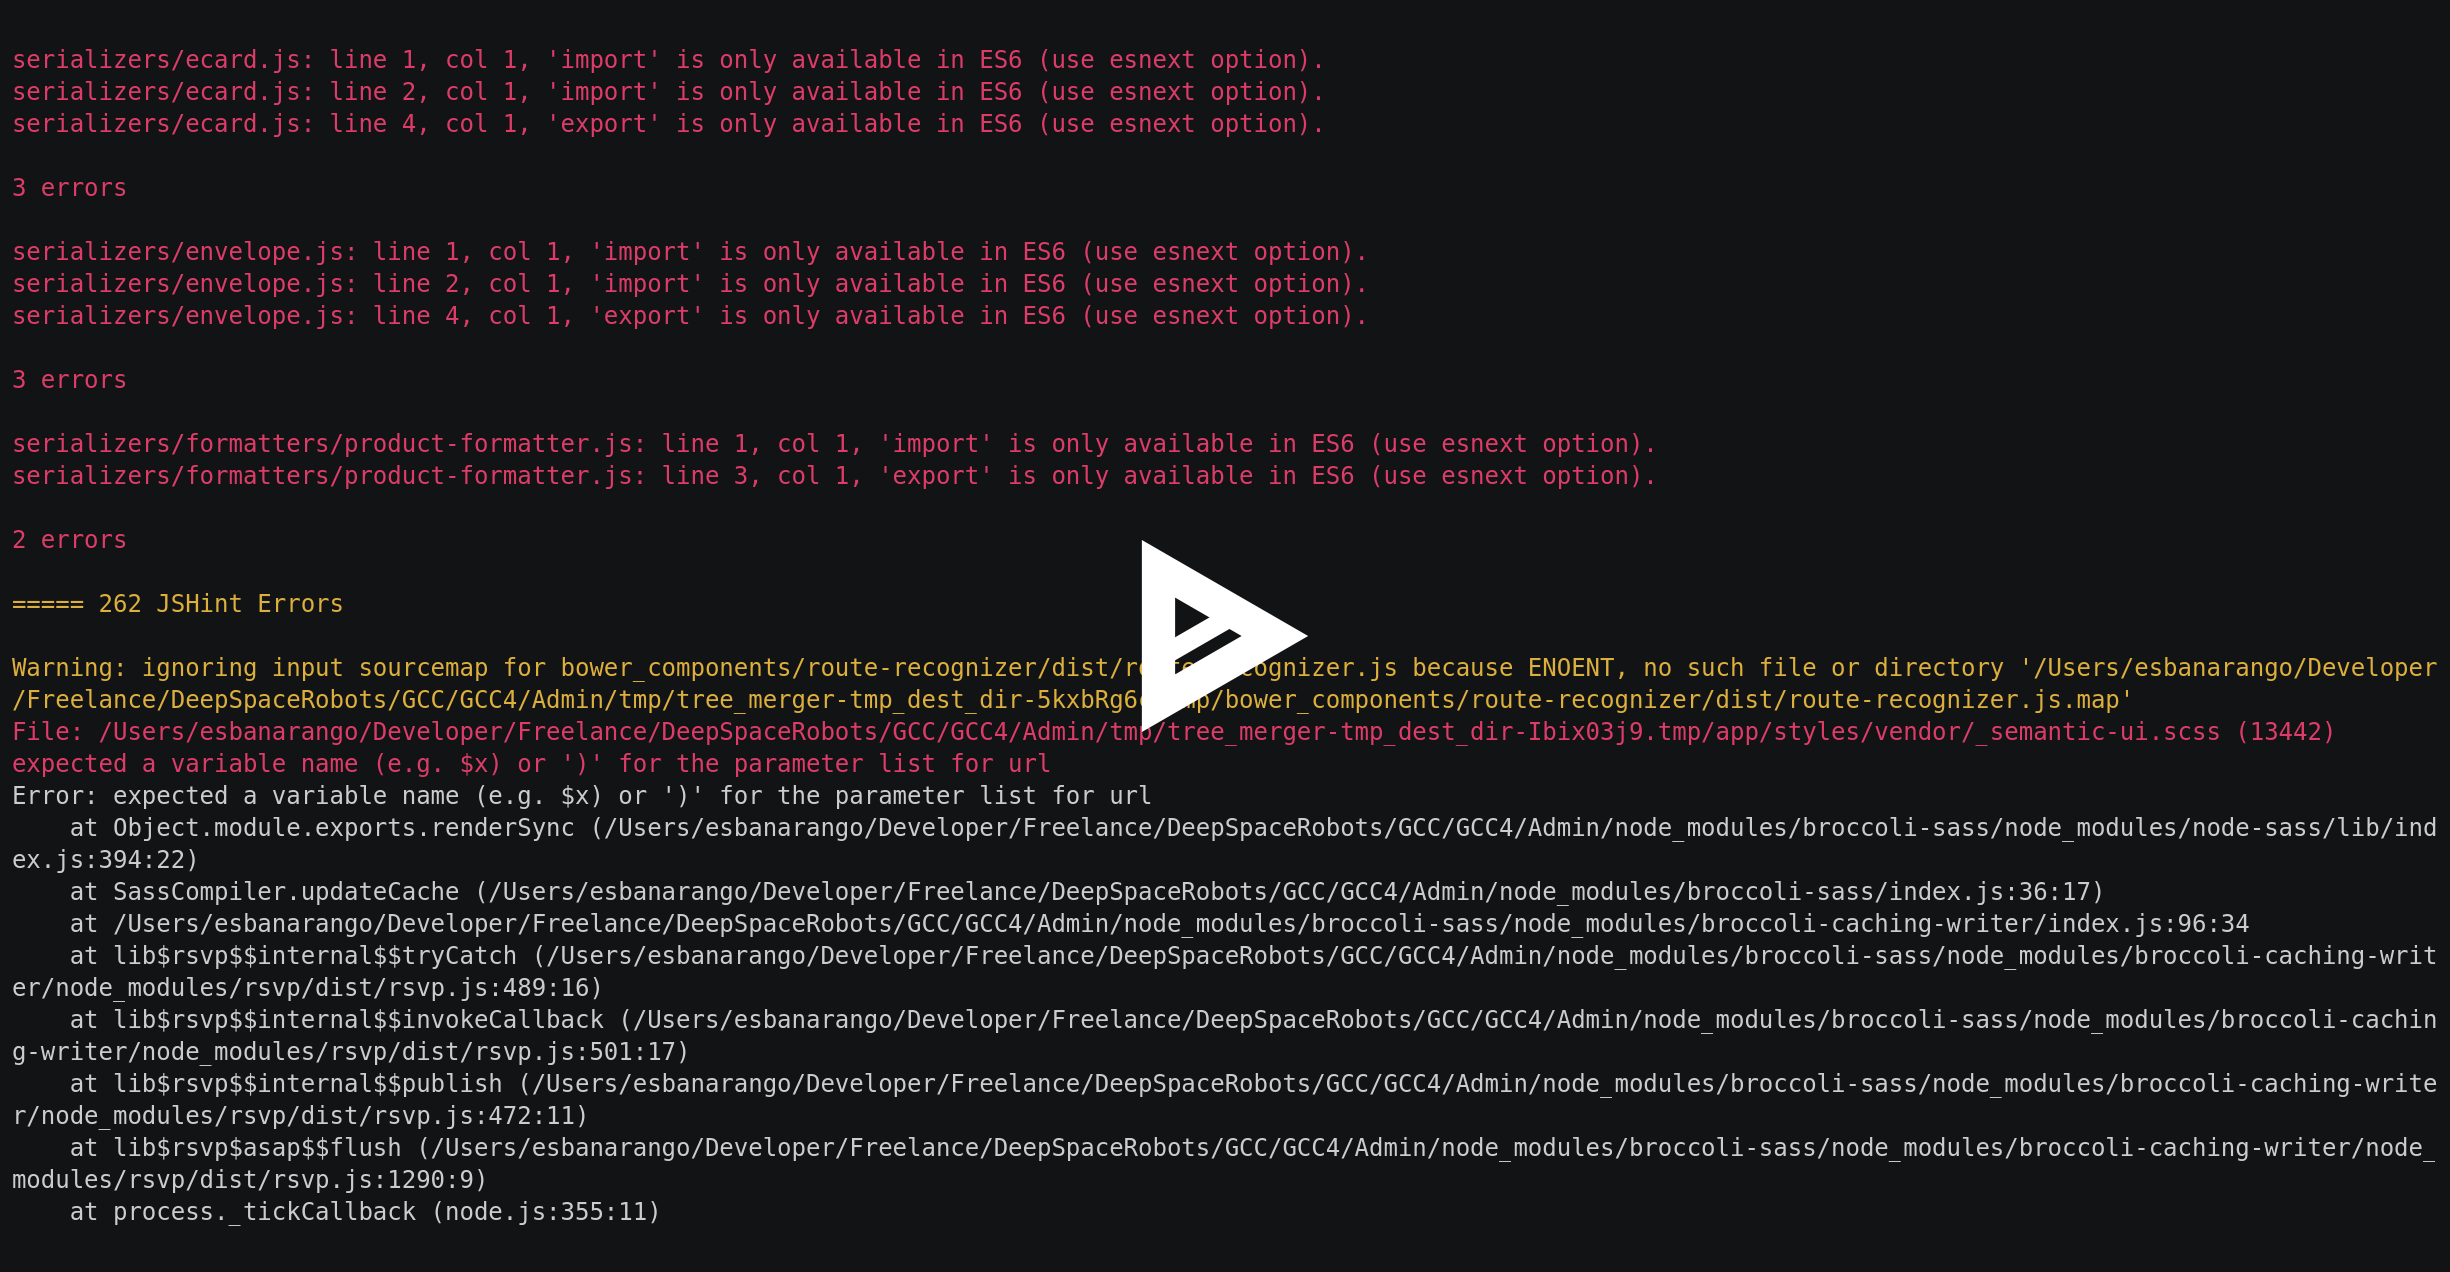 serializers/ecard.js: line 1, col 1, 'import' is only available in ES6 (use esnext option).
serializers/ecard.js: line 2, col 1, 'import' is only available in ES6 (use esnext option).
serializers/ecard.js: line 4, col 1, 'export' is only available in ES6 (use esnext option).
3 errors
serializers/envelope.js: line 1, col 1, 'import' is only available in ES6 (use esnext option).
serializers/envelope.js: line 2, col 1, 'import' is only available in ES6 (use esnext option).
serializers/envelope.js: line 4, col 1, 'export' is only available in ES6 (use esnext option).
3 errors
serializers/formatters/product-formatter.js: line 1, col 1, 'import' is only available in ES6 (use esnext option).
serializers/formatters/product-formatter.js: line 3, col 1, 'export' is only available in ES6 (use esnext option).
2 errors
===== 262 JSHint Errors
Warning: ignoring input sourcemap for bower_components/route-recognizer/dist/route-recognizer.js because ENOENT, no such file or directory '/Users/esbanarango/Developer
/Freelance/DeepSpaceRobots/GCC/GCC4/Admin/tmp/tree_merger-tmp_dest_dir- /bower_components/route-recognizer/dist/route-recognizer.js.map'
File: /Users/esbanarango/Developer/Freelance/DeepSpaceRobots/GCC/GCC4/Admin/tmp/tree_merger-tmp_dest_dir-Ibix03j9.tmp/app/styles/vendor/_semantic-ui.scss (13442)
expected a variable name (e.g. $x) or ')' for the parameter list for url
Error: expected a variable name (e.g. $x) or ')' for the parameter list for url
    at Object.module.exports.renderSync (/Users/esbanarango/Developer/Freelance/DeepSpaceRobots/GCC/GCC4/Admin/node_modules/broccoli-sass/node_modules/node-sass/lib/ind
ex.js:394:22)
    at SassCompiler.updateCache (/Users/esbanarango/Developer/Freelance/DeepSpaceRobots/GCC/GCC4/Admin/node_modules/broccoli-sass/index.js:36:17)
    at /Users/esbanarango/Developer/Freelance/DeepSpaceRobots/GCC/GCC4/Admin/node_modules/broccoli-sass/node_modules/broccoli-caching-writer/index.js:96:34
    at lib$rsvp$$internal$$tryCatch (/Users/esbanarango/Developer/Freelance/DeepSpaceRobots/GCC/GCC4/Admin/node_modules/broccoli-sass/node_modules/broccoli-caching-writ
er/node_modules/rsvp/dist/rsvp.js:489:16)
    at lib$rsvp$$internal$$invokeCallback (/Users/esbanarango/Developer/Freelance/DeepSpaceRobots/GCC/GCC4/Admin/node_modules/broccoli-sass/node_modules/broccoli-cachin
g-writer/node_modules/rsvp/dist/rsvp.js:501:17)
    at lib$rsvp$$internal$$publish (/Users/esbanarango/Developer/Freelance/DeepSpaceRobots/GCC/GCC4/Admin/node_modules/broccoli-sass/node_modules/broccoli-caching-write
r/node_modules/rsvp/dist/rsvp.js:472:11)
    at lib$rsvp$asap$$flush (/Users/esbanarango/Developer/Freelance/DeepSpaceRobots/GCC/GCC4/Admin/node_modules/broccoli-sass/node_modules/broccoli-caching-writer/node_
modules/rsvp/dist/rsvp.js:1290:9)
    at process._tickCallback (node.js:355:11)